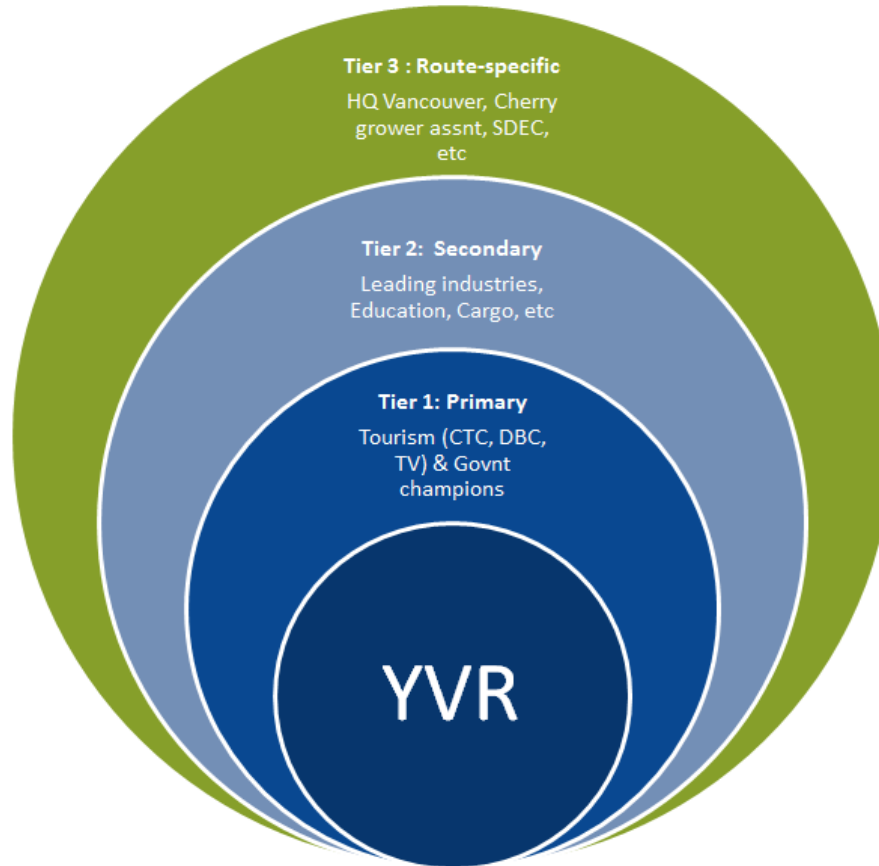 Tier 3 : Route-specific
HQ Vancouver, Cherry
grower assnt, SDEC,
etc
Tier 2:  Secondary
Leading industries,
Education, Cargo, etc
Tier 1: Primary
Tourism (CTC, DBC,
TV) & Govnt
champions
YVR